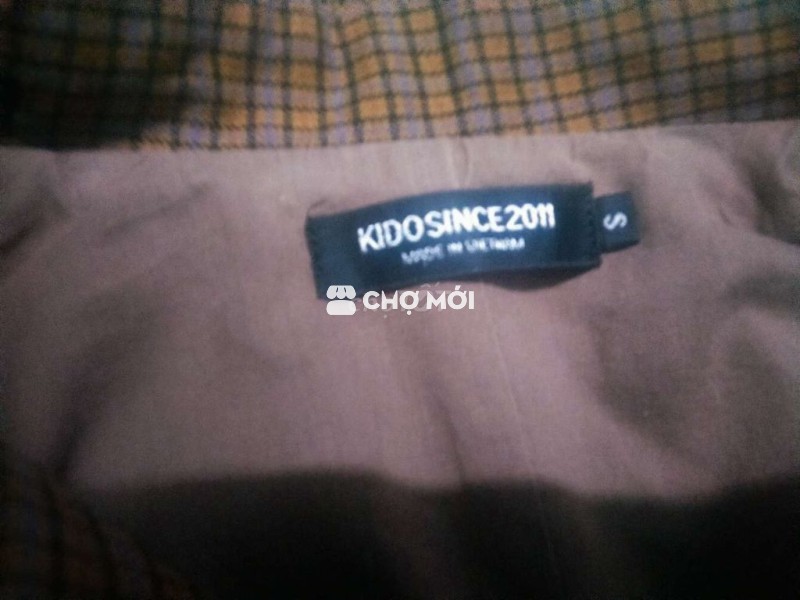 KIDOSINCE2011
MADE IN VIETNAM
S
CHỢ MỚI